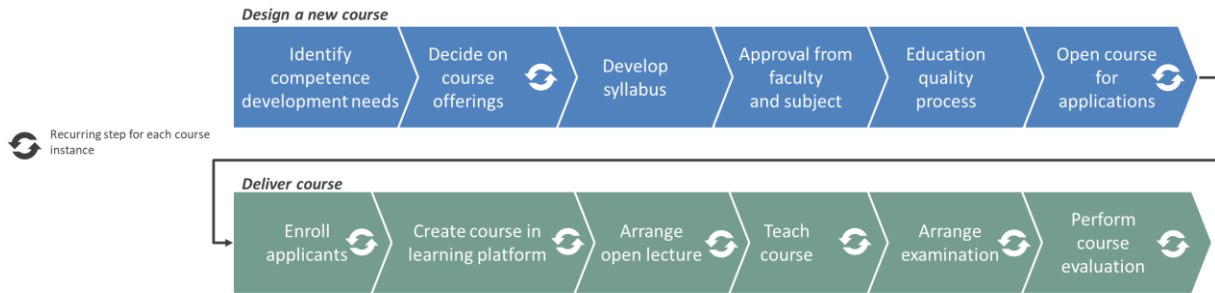 Design a new course
Identify
competence
development needs
Decide on
course
offerings
Develop
syllabus
Approval from
faculty
and subject
Education
quality
process
Open course
for
applications
Recurring step for each course
instance
Deliver course
Enroll
applicants
Create course in
learning platform
Arrange
open lecture
Teach
course
Arrange
examination
Perform
course
evaluation